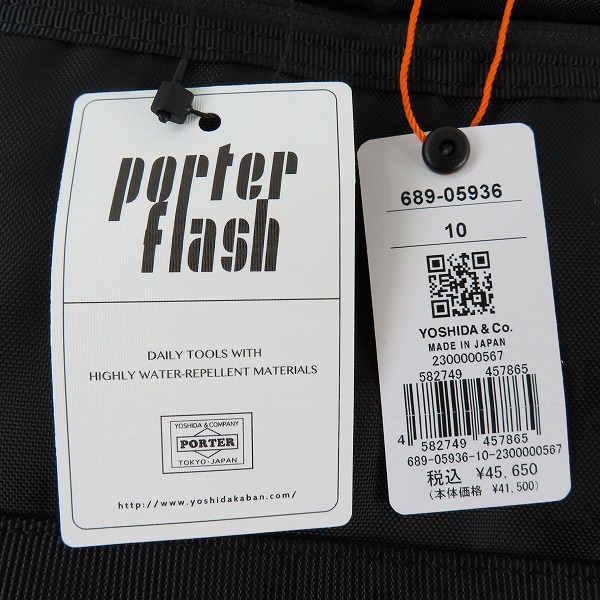 porter
flash
DAILY TOOLS WITH
HIGHLY WATER-REPELLENT MATERIALS
YOSHIDA & COMPANY
PORTER
TOKYO・JAPAN
http://www.yoshidakaban.com/
689-05936
10
YOSHIDA & Co.
MADE IN JAPAN
2300000567
582749 457865
4 582749 457865
689-05936-10-2300000567
税込 ¥45,650
(本体価格 ¥41,500)